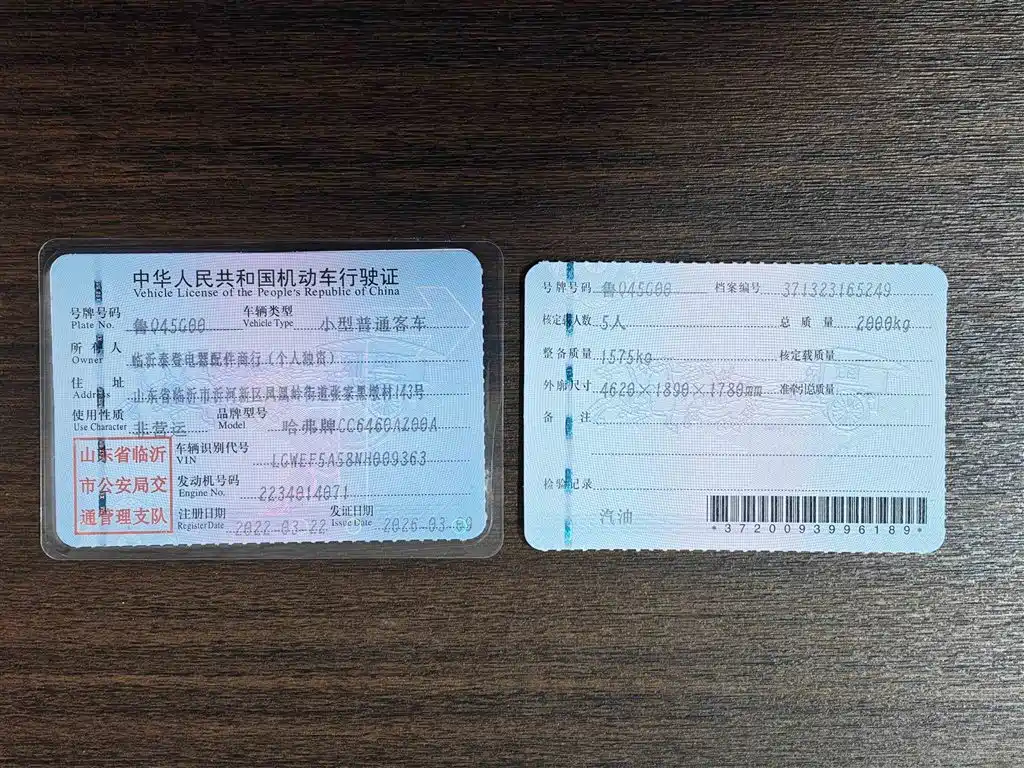 中华人民共和国机动车行驶证
Vehicle License of the People's Republic of China
号牌号码 鲁Q45G00 车辆类型 小型普通客车
Plate No. Vehicle Type
所有人 临沂泰登电器配件商行(个人独资)
Owner
住址 山东省临沂市沂河新区凤凰岭街道张家黑墩村143号
Address
使用性质 非营运 品牌型号 哈弗牌CC6460AZ00A
Use Character Model
山东省临沂
市公安局交
通管理支队
车辆识别代号 LGWEF5A58NH009363
VIN
发动机号码 2234014071
Engine No.
注册日期 2022-03-22 发证日期 2026-03-09
Register Date Issue Date
号牌号码 鲁Q45G00 档案编号 371323165249
核定载人数 5人 总质量 2000kg
整备质量 1575kg 核定载质量
外廓尺寸 4620×1890×1780mm 准牵引总质量
备注
检验记录
汽油
*3720093996189*